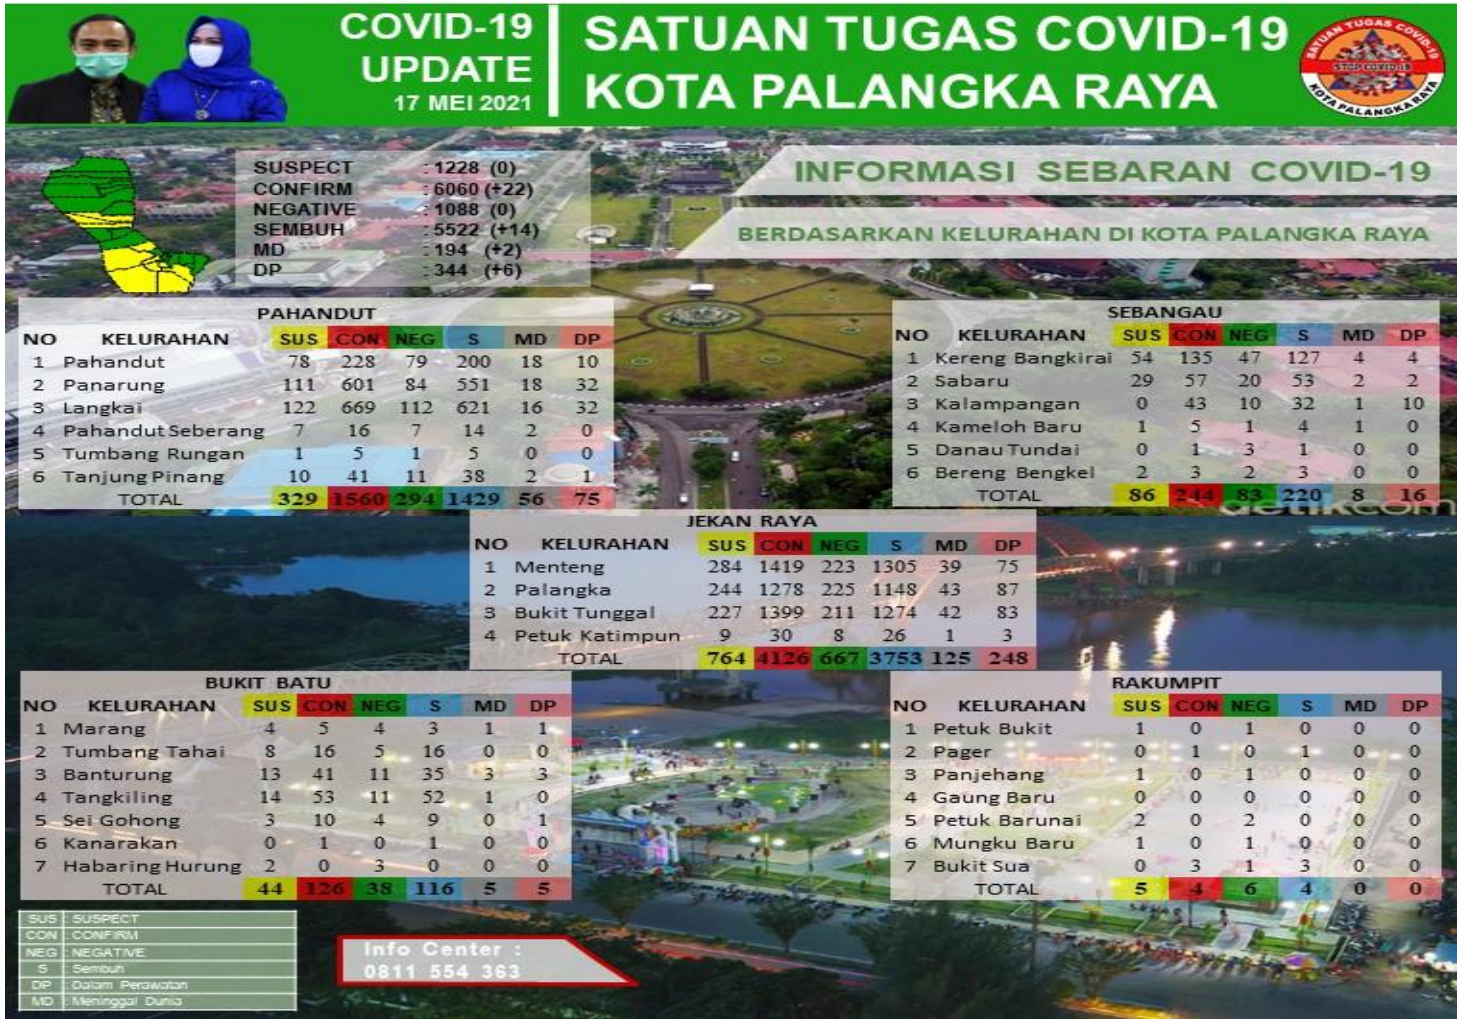 COVID-19
UPDATE
17 MEI 2021
SATUAN TUGAS COVID-19
KOTA PALANGKA RAYA
SATUAN TUGAS COVID-19
STOP COVID-19
KOTA PALANGKARAYA
SUSPECT : 1228 (0)
CONFIRM : 6060 (+22)
NEGATIVE : 1088 (0)
SEMBUH : 5522 (+14)
MD : 194 (+2)
DP : 344 (+6)
INFORMASI SEBARAN COVID-19
BERDASARKAN KELURAHAN DI KOTA PALANGKA RAYA
PAHANDUT
NO KELURAHAN SUS CON NEG S MD DP
1 Pahandut 78 228 79 200 18 10
2 Panarung 111 601 84 551 18 32
3 Langkai 122 669 112 621 16 32
4 Pahandut Seberang 7 16 7 14 2 0
5 Tumbang Rungan 1 5 1 5 0 0
6 Tanjung Pinang 10 41 11 38 2 1
TOTAL 329 1560 294 1429 56 75
SEBANGAU
NO KELURAHAN SUS CON NEG S MD DP
1 Kereng Bangkirai 54 135 47 127 4 4
2 Sabaru 29 57 20 53 2 2
3 Kalampangan 0 43 10 32 1 10
4 Kameloh Baru 1 5 1 4 1 0
5 Danau Tundai 0 1 3 1 0 0
6 Bereng Bengkel 2 3 2 3 0 0
TOTAL 86 244 83 220 8 16
detikcom
JEKAN RAYA
NO KELURAHAN SUS CON NEG S MD DP
1 Menteng 284 1419 223 1305 39 75
2 Palangka 244 1278 225 1148 43 87
3 Bukit Tunggal 227 1399 211 1274 42 83
4 Petuk Katimpun 9 30 8 26 1 3
TOTAL 764 4126 667 3753 125 248
BUKIT BATU
NO KELURAHAN SUS CON NEG S MD DP
1 Marang 4 5 4 3 1 1
2 Tumbang Tahai 8 16 5 16 0 0
3 Banturung 13 41 11 35 3 3
4 Tangkiling 14 53 11 52 1 0
5 Sei Gohong 3 10 4 9 0 1
6 Kanarakan 0 1 0 1 0 0
7 Habaring Hurung 2 0 3 0 0 0
TOTAL 44 126 38 116 5 5
RAKUMPIT
NO KELURAHAN SUS CON NEG S MD DP
1 Petuk Bukit 1 0 1 0 0 0
2 Pager 0 1 0 1 0 0
3 Panjehang 1 0 1 0 0 0
4 Gaung Baru 0 0 0 0 0 0
5 Petuk Barunai 2 0 2 0 0 0
6 Mungku Baru 1 0 1 0 0 0
7 Bukit Sua 0 3 1 3 0 0
TOTAL 5 4 6 4 0 0
SUS : SUSPECT
CON : CONFIRM
NEG : NEGATIVE
S : Sembuh
DP : Dalam Perawatan
MD : Meninggal Dunia
Info Center :
0811 554 363